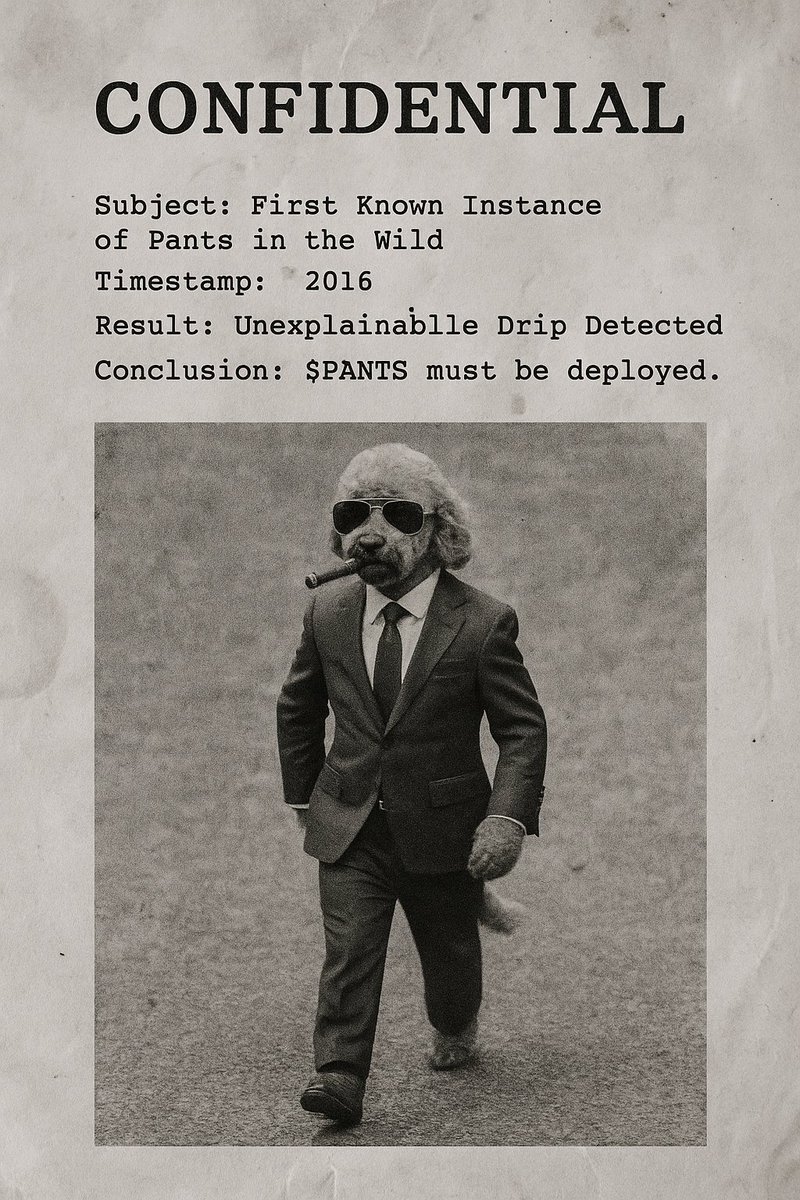 CONFIDENTIAL
Subject: First Known Instance
of Pants in the Wild
Timestamp: 2016
Result: Unexplainablle Drip Detected
Conclusion: $PANTS must be deployed.